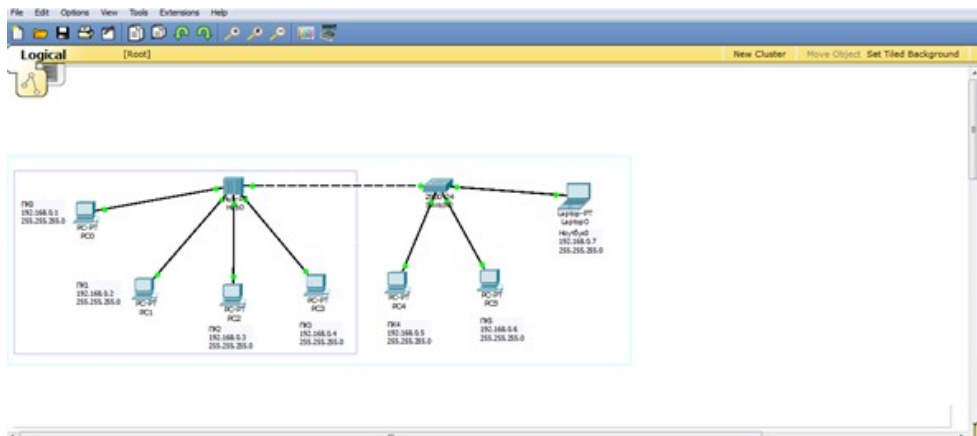 File Edit Options View Tools Extensions Help
Logical [Root] New Cluster Move Object Set Tiled Background
ПК0
192.168.0.1
255.255.255.0
PC-PT
PC0
Hub0
Laptop-PT
Laptop0
Ноутбук0
192.168.0.7
255.255.255.0
ПК1
192.168.0.2
255.255.255.0
PC-PT
PC1
PC-PT
PC2
ПК2
192.168.0.3
255.255.255.0
PC-PT
PC3
ПК3
192.168.0.4
255.255.255.0
PC-PT
PC4
ПК4
192.168.0.5
255.255.255.0
PC-PT
PC5
ПК5
192.168.0.6
255.255.255.0